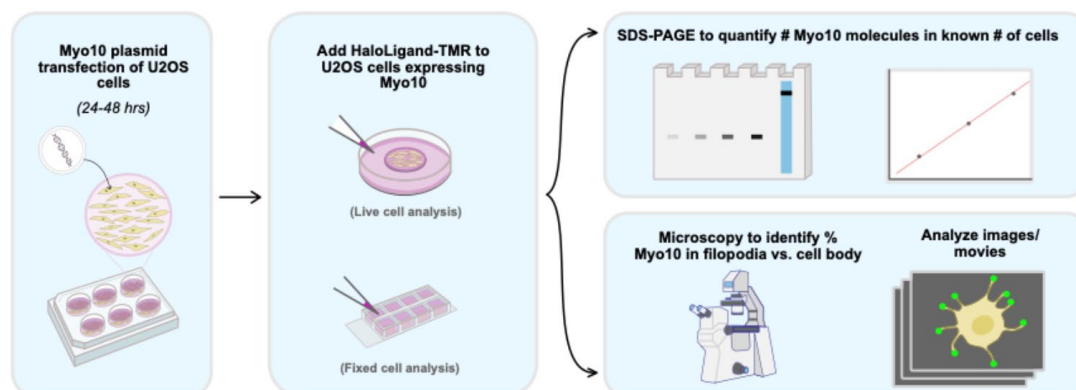 Myo10 plasmid
transfection of U2OS
cells
(24-48 hrs)
Add HaloLigand-TMR to
U2OS cells expressing
Myo10
(Live cell analysis)
(Fixed cell analysis)
SDS-PAGE to quantify # Myo10 molecules in known # of cells
Microscopy to identify %
Myo10 in filopodia vs. cell body
Analyze images/
movies